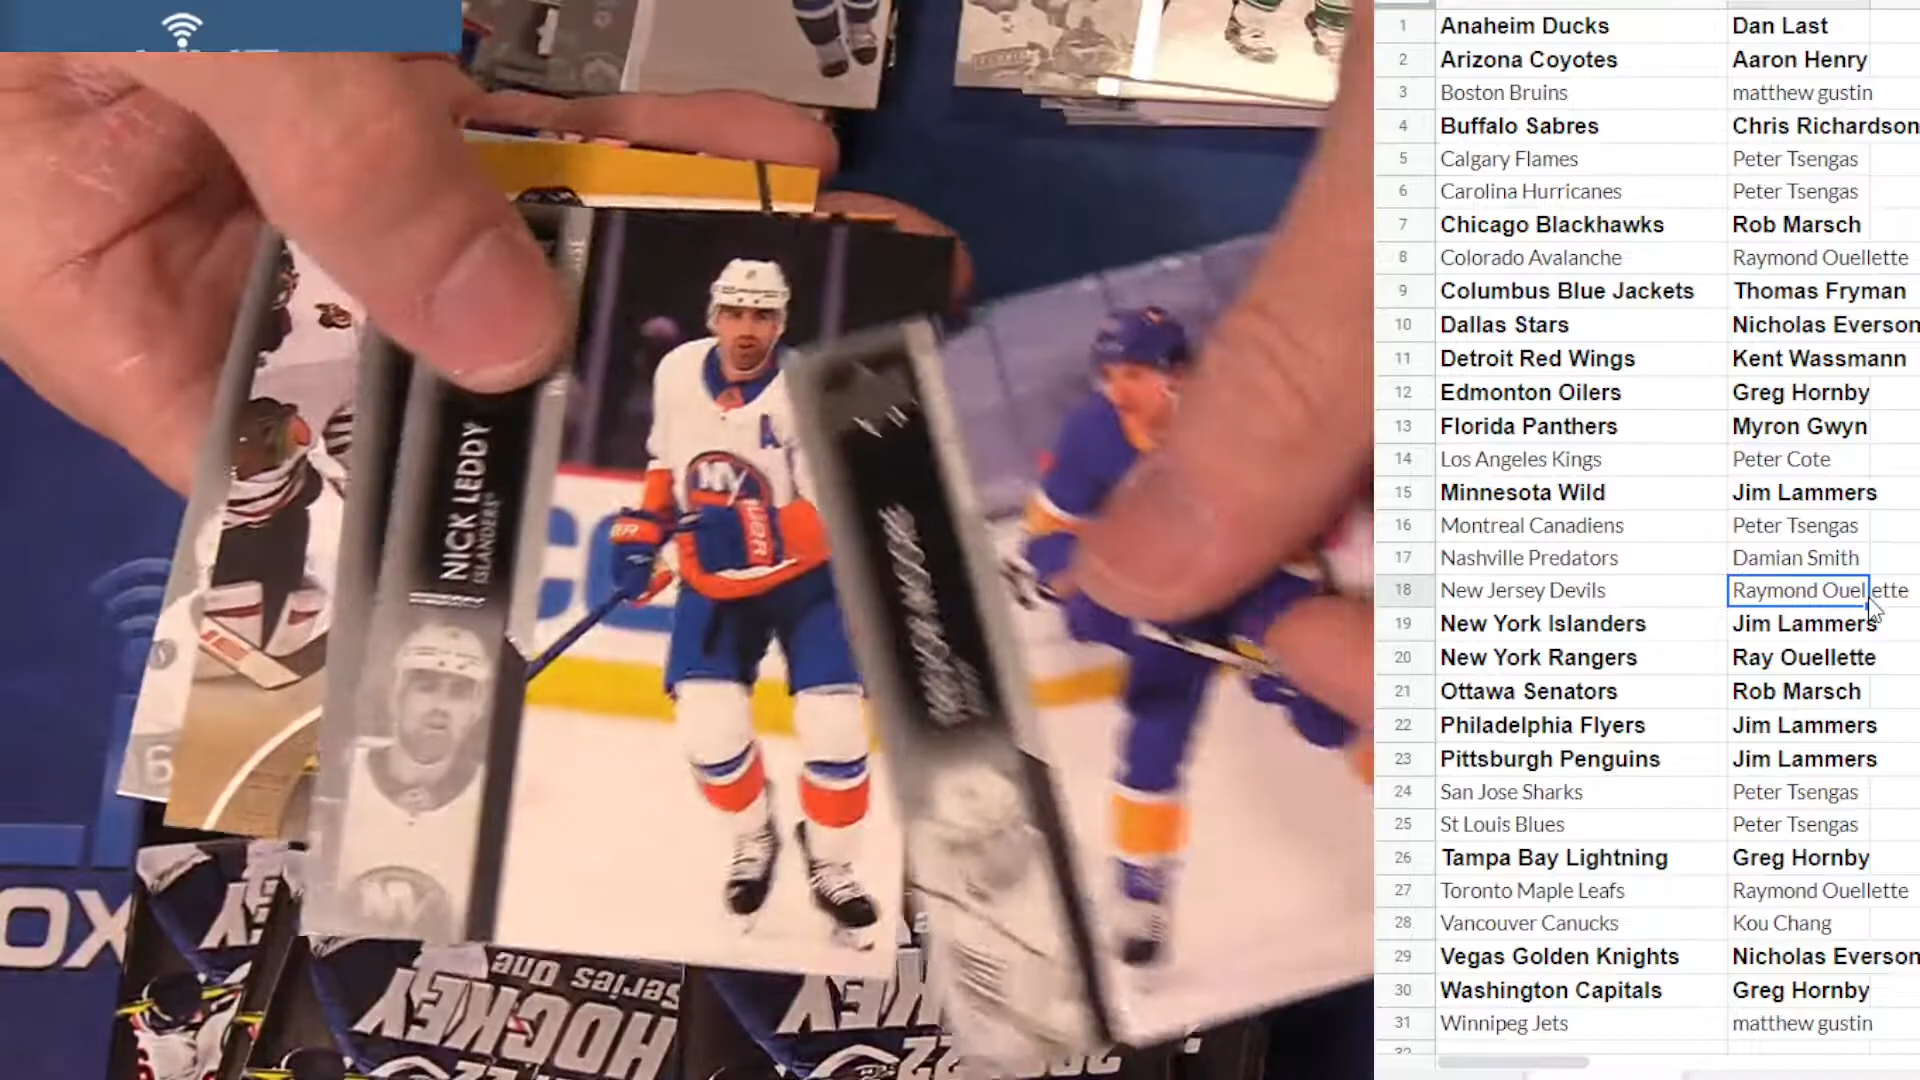 1 Anaheim Ducks Dan Last
2 Arizona Coyotes Aaron Henry
3 Boston Bruins matthew gustin
4 Buffalo Sabres Chris Richardson
5 Calgary Flames Peter Tsengas
6 Carolina Hurricanes Peter Tsengas
7 Chicago Blackhawks Rob Marsch
8 Colorado Avalanche Raymond Ouellette
9 Columbus Blue Jackets Thomas Fryman
10 Dallas Stars Nicholas Everson
11 Detroit Red Wings Kent Wassmann
12 Edmonton Oilers Greg Hornby
13 Florida Panthers Myron Gwyn
14 Los Angeles Kings Peter Cote
15 Minnesota Wild Jim Lammers
16 Montreal Canadiens Peter Tsengas
17 Nashville Predators Damian Smith
18 New Jersey Devils Raymond Ouellette
19 New York Islanders Jim Lammers
20 New York Rangers Ray Ouellette
21 Ottawa Senators Rob Marsch
22 Philadelphia Flyers Jim Lammers
23 Pittsburgh Penguins Jim Lammers
24 San Jose Sharks Peter Tsengas
25 St Louis Blues Peter Tsengas
26 Tampa Bay Lightning Greg Hornby
27 Toronto Maple Leafs Raymond Ouellette
28 Vancouver Canucks Kou Chang
29 Vegas Golden Knights Nicholas Everson
30 Washington Capitals Greg Hornby
31 Winnipeg Jets matthew gustin
NICK LEDDY
ISLANDERS
NY
A
NY
OX
Series One
HOCKEY